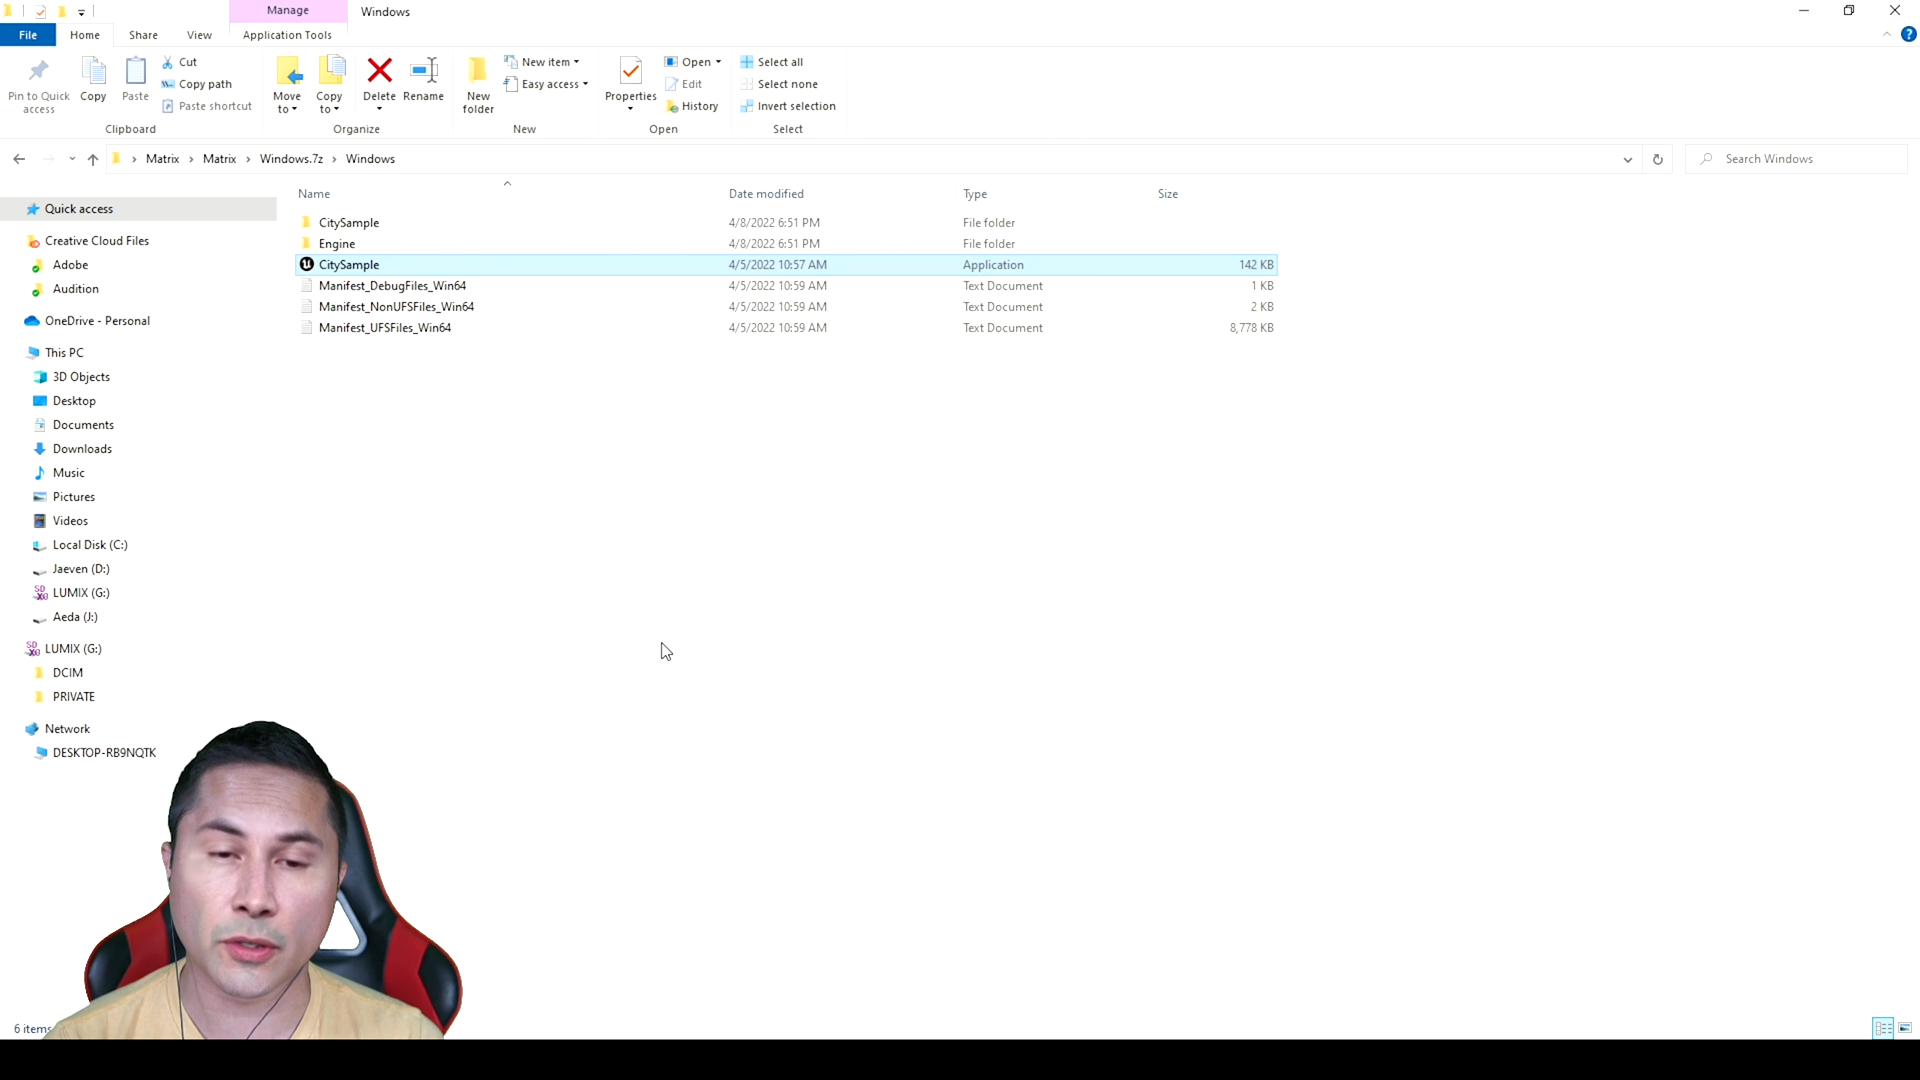 Manage Windows
File Home Share View Application Tools
Pin to Quick access
Copy
Paste
Cut
Copy path
Paste shortcut
Clipboard
Move to
Copy to
Delete
Rename
Organize
New folder
New item
Easy access
New
Properties
Open
Edit
History
Open
Select all
Select none
Invert selection
Select
Matrix › Matrix › Windows.7z › Windows
Search Windows
Name Date modified Type Size
CitySample 4/8/2022 6:51 PM File folder
Engine 4/8/2022 6:51 PM File folder
CitySample 4/5/2022 10:57 AM Application 142 KB
Manifest_DebugFiles_Win64 4/5/2022 10:59 AM Text Document 1 KB
Manifest_NonUFSFiles_Win64 4/5/2022 10:59 AM Text Document 2 KB
Manifest_UFSFiles_Win64 4/5/2022 10:59 AM Text Document 8,778 KB
Quick access
Creative Cloud Files
Adobe
Audition
OneDrive - Personal
This PC
3D Objects
Desktop
Documents
Downloads
Music
Pictures
Videos
Local Disk (C:)
Jaeven (D:)
LUMIX (G:)
Aeda (J:)
LUMIX (G:)
DCIM
PRIVATE
Network
DESKTOP-RB9NQTK
6 items